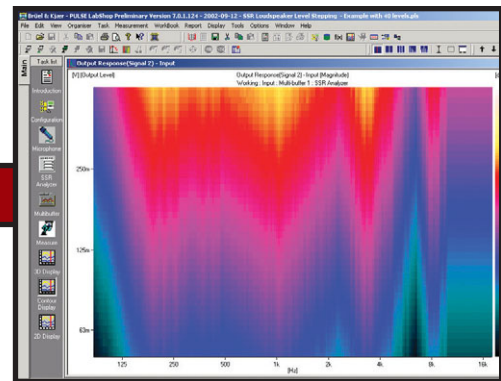 Brüel & Kjær - PULSE LabShop Preliminary Version 7.0.1.124 - 2002-09-12 - SSR Loudspeaker Level Stepping - Example with 40 levels.pls
File Edit View Organiser Task Measurement WorkBook Report Display Tools Options Window Help
Main
Task list
Introduction
Configuration
Microphone
SSR
Analyzer
Multibuffer
Measure
3D Display
Contour
Display
2D Display
Output Response(Signal 2) - Input
[V](Output Level)
Output Response(Signal 2) - Input (Magnitude)
Working : Input : Multi-buffer 1 : SSR Analyzer
250m
125m
63m
125 250 500 1k 2k 4k 8k 16k
[Hz]